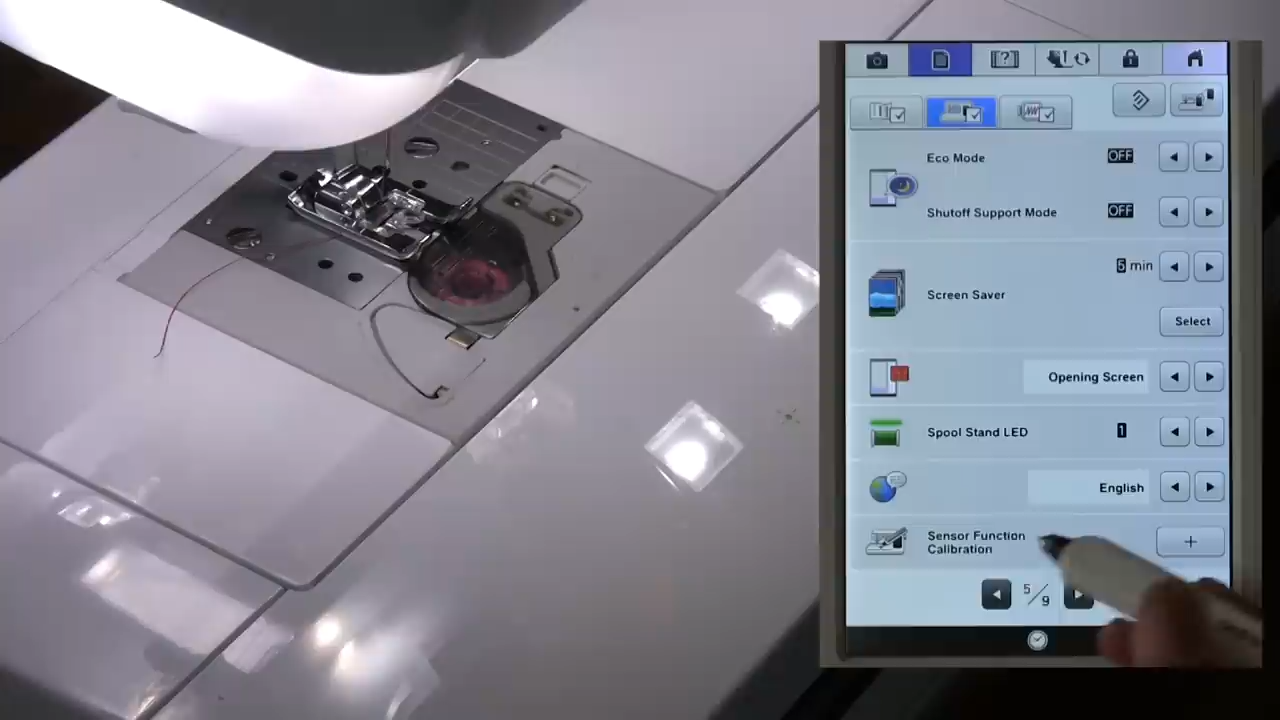 Eco Mode OFF
Shutoff Support Mode OFF
5 min
Screen Saver
Select
Opening Screen
Spool Stand LED 1
English
Sensor Function
Calibration
5/9